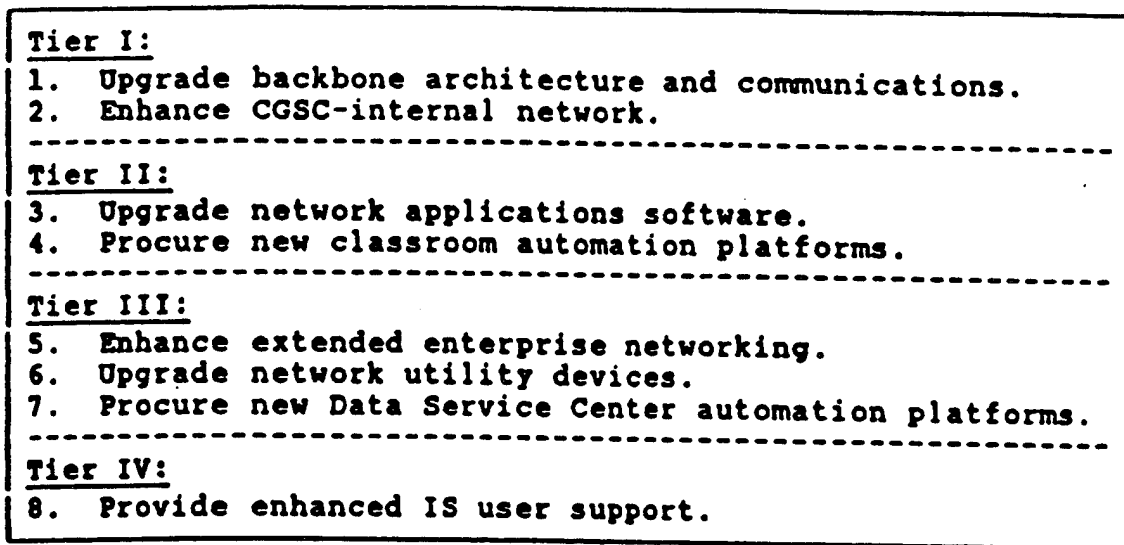 Tier I:
1. Upgrade backbone architecture and communications.
2. Enhance CGSC-internal network.
Tier II:
3. Upgrade network applications software.
4. Procure new classroom automation platforms.
Tier III:
5. Enhance extended enterprise networking.
6. Upgrade network utility devices.
7. Procure new Data Service Center automation platforms.
Tier IV:
8. Provide enhanced IS user support.